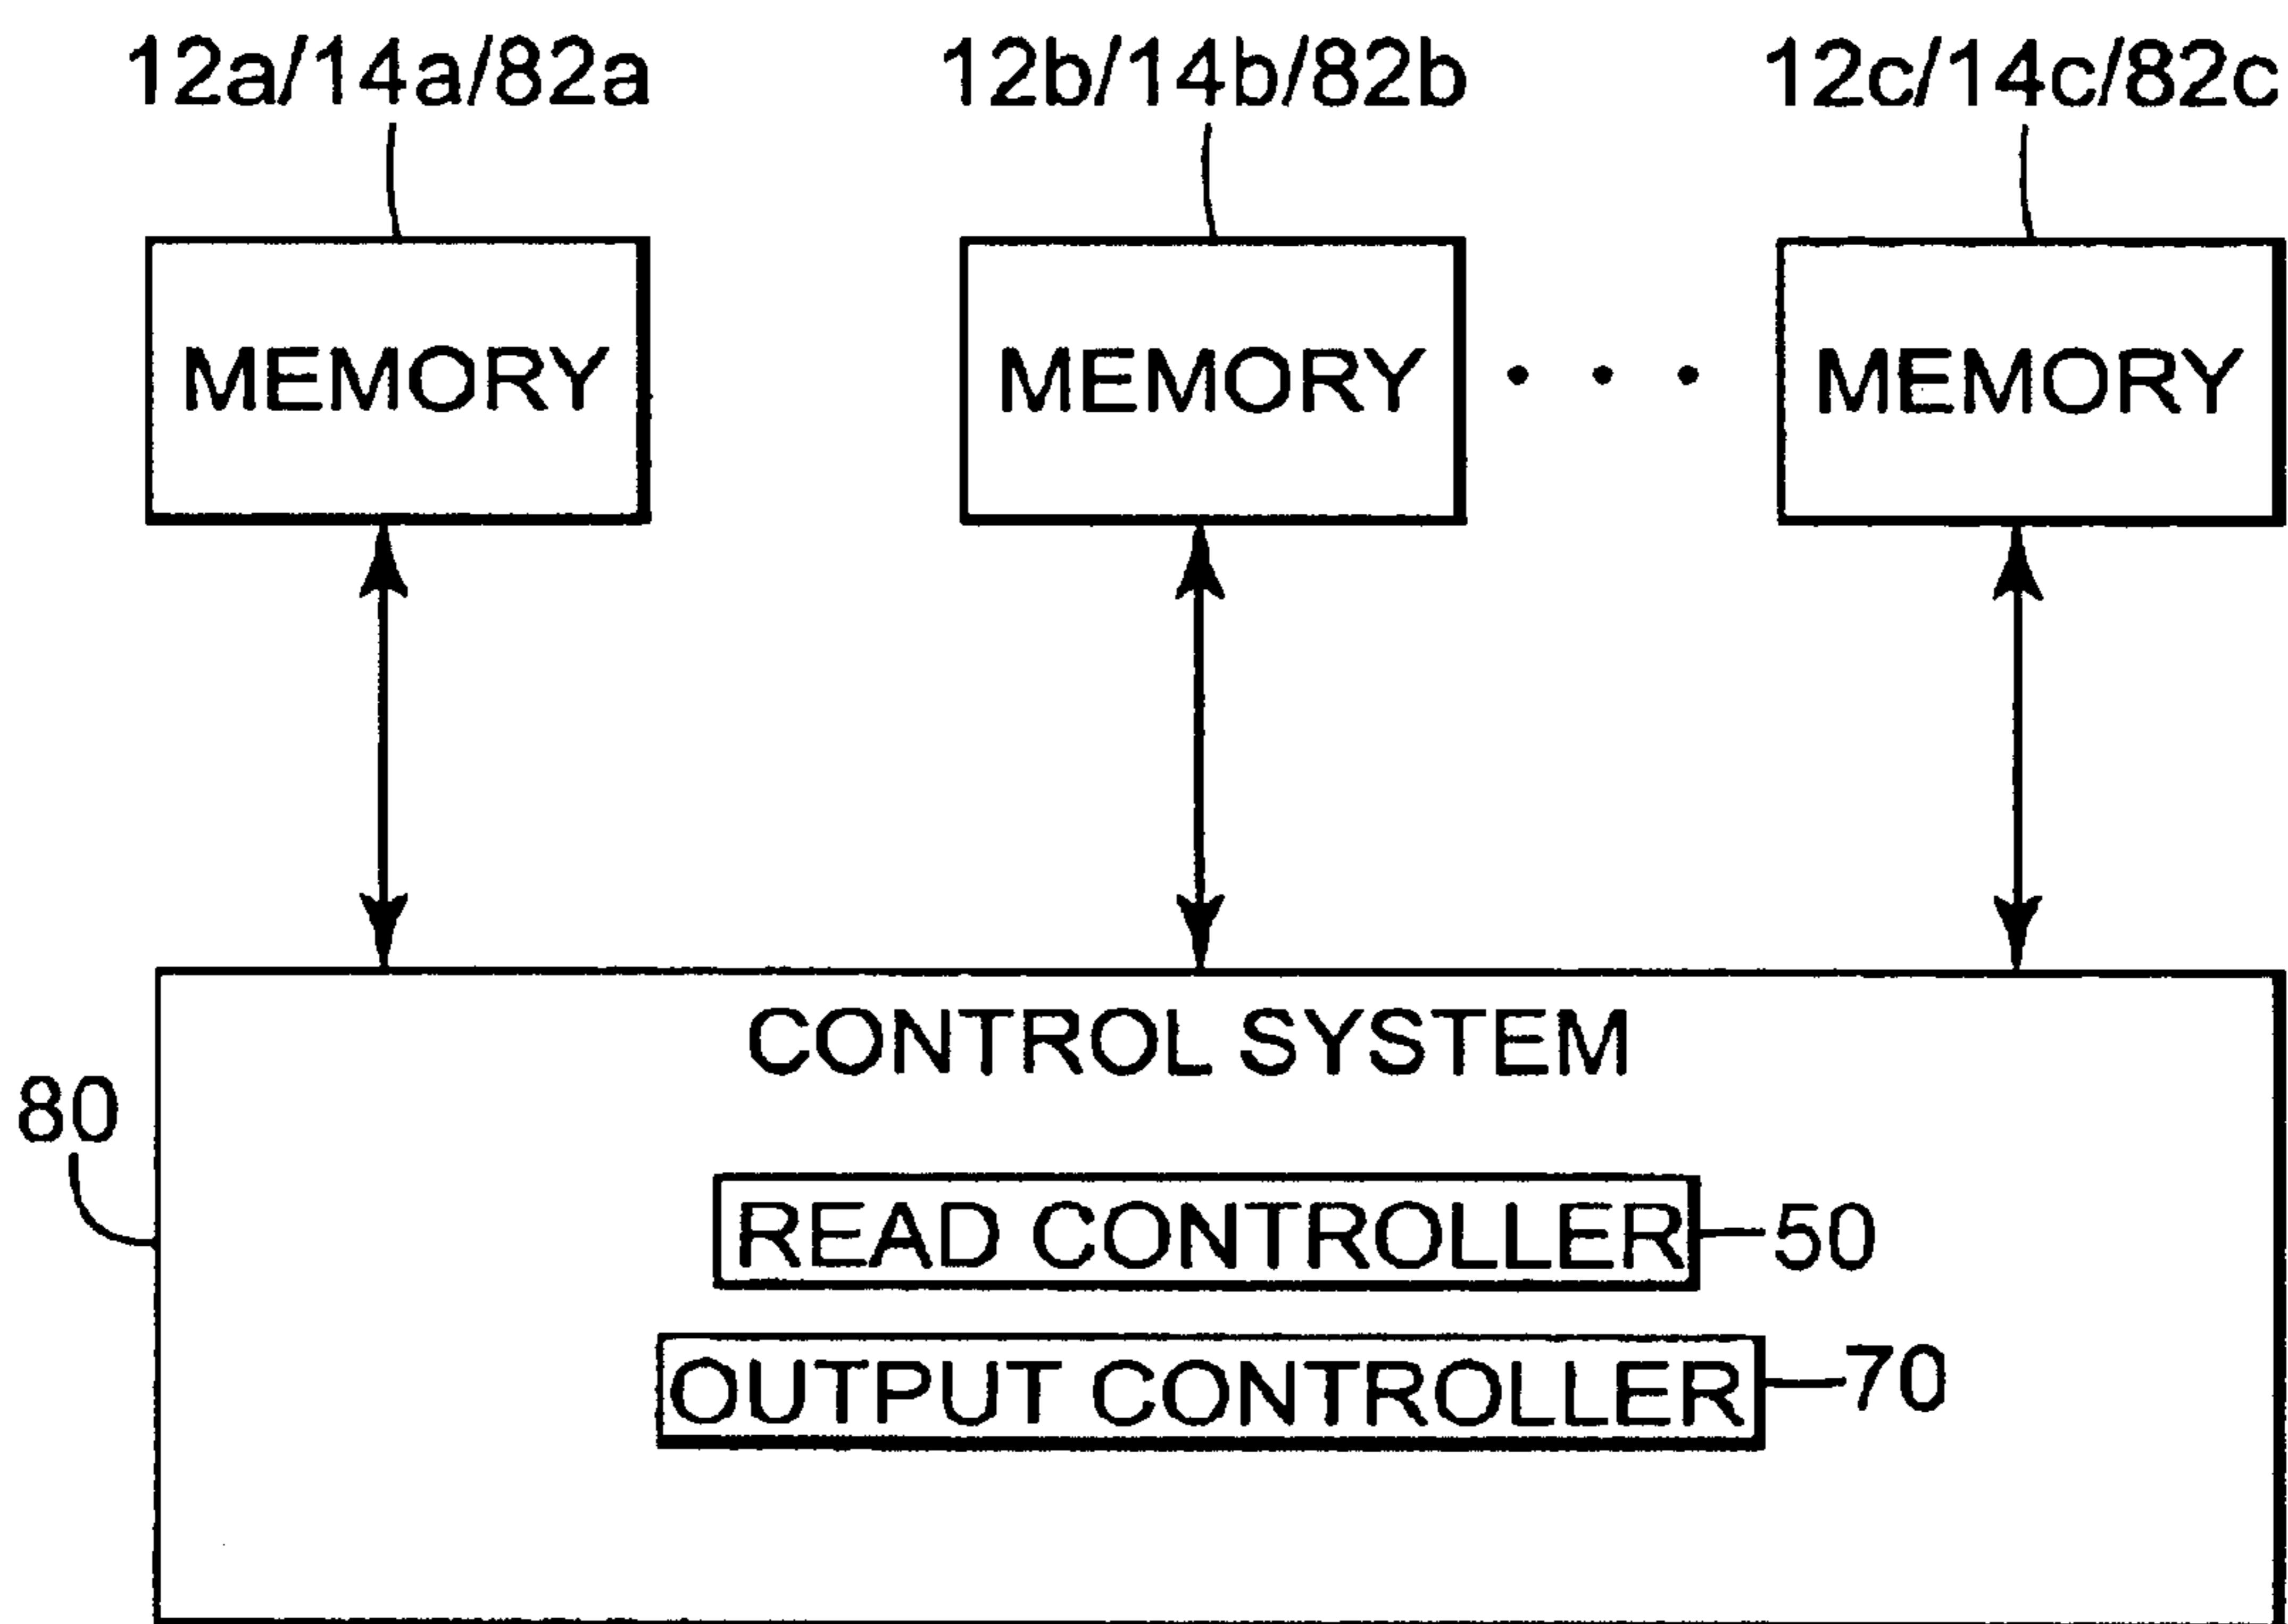 12a/14a/82a 12b/14b/82b 12c/14c/82c
MEMORY MEMORY • • • MEMORY
CONTROL SYSTEM
80
READ CONTROLLER 50
OUTPUT CONTROLLER 70